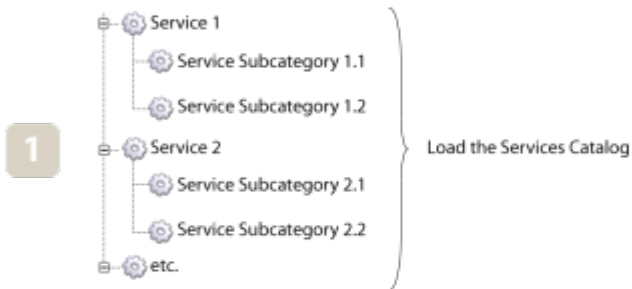 Service 1
Service Subcategory 1.1
Service Subcategory 1.2
1
Service 2
Load the Services Catalog
Service Subcategory 2.1
Service Subcategory 2.2
etc.